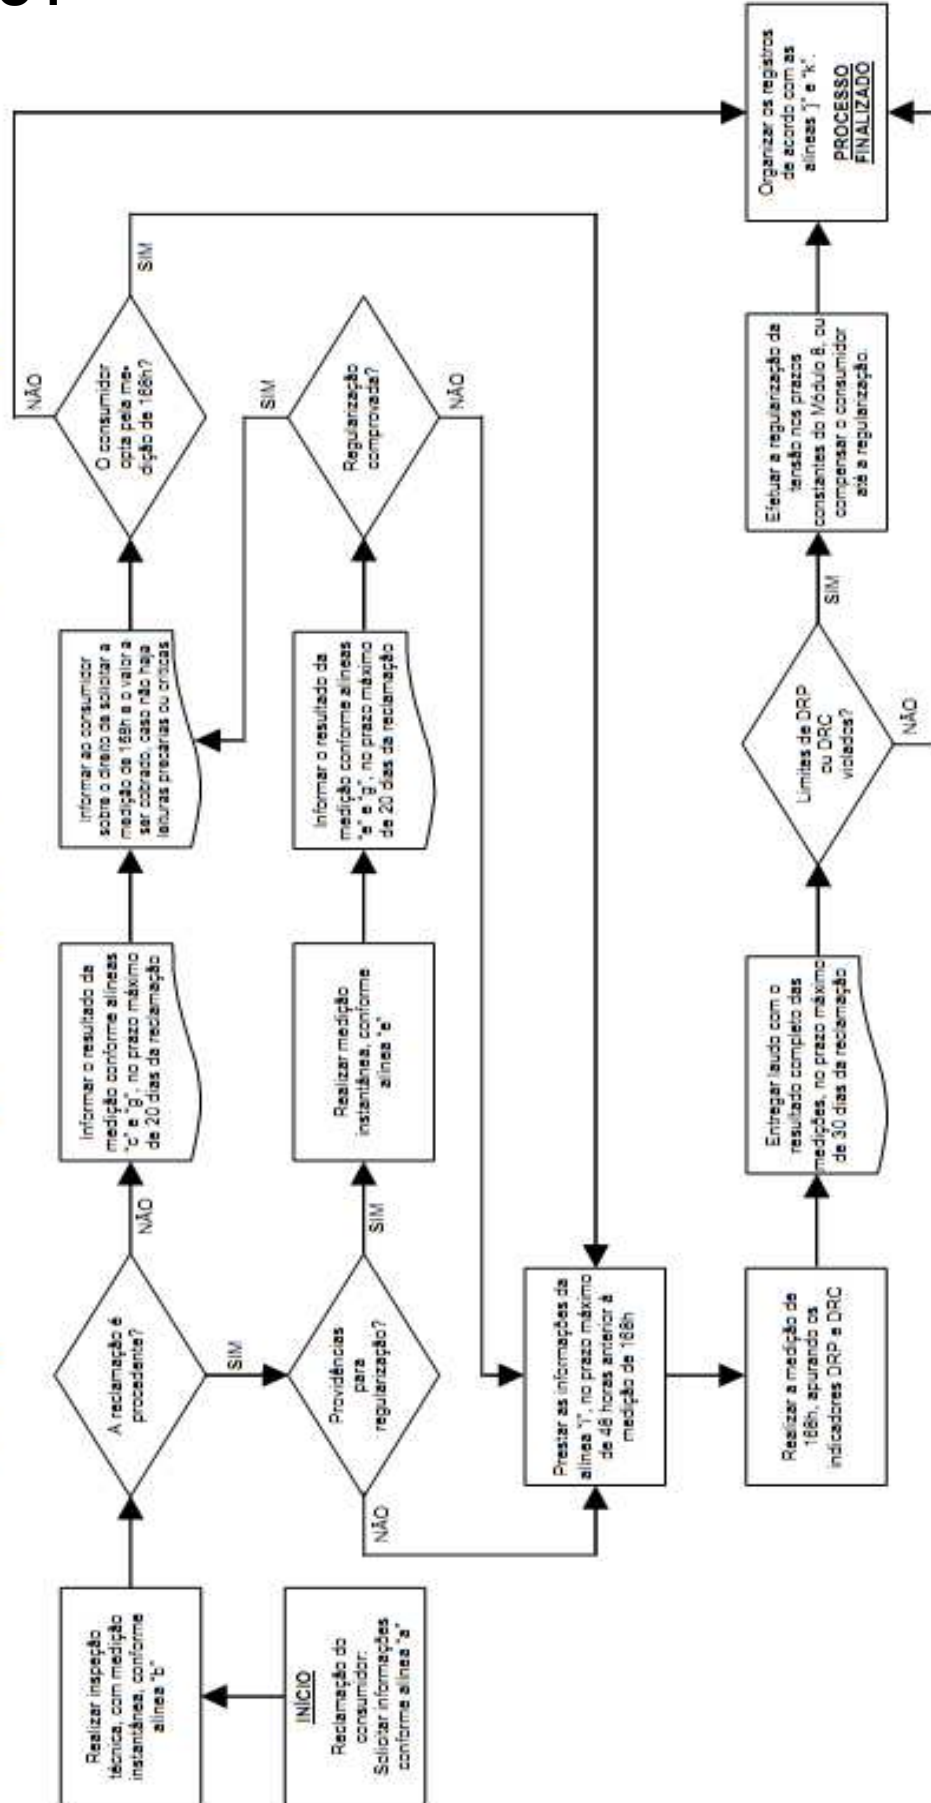 INÍCIO
Reclamação do
consumidor:
Solicitar informações
conforme alínea “a”
Realizar inspeção
técnica, com medição
instantânea, conforme
alínea “b”
A reclamação é
procedente?
NÃO
SIM
Informar o resultado da
medição conforme alíneas
“c” e “g”, no prazo máximo
de 20 dias da reclamação
Informar ao consumidor
sobre o direito de solicitar a
medição de 168h e o valor a
ser cobrado, caso não haja
leituras precárias ou críticas
O consumidor
opta pela me-
dição de 168h?
NÃO
SIM
Providências
para
regularização?
NÃO
SIM
Realizar medição
instantânea, conforme
alínea “e”
Informar o resultado da
medição conforme alíneas
“e” e “g”, no prazo máximo
de 20 dias da reclamação
Regularização
comprovada?
SIM
NÃO
Prestar as informações da
alínea “i”, no prazo máximo
de 48 horas anterior à
medição de 168h
Realizar a medição de
168h, apurando os
indicadores DRP e DRC
Entregar laudo com o
resultado completo das
medições, no prazo máximo
de 30 dias da reclamação
Limites de DRP
ou DRC
violados?
SIM
NÃO
Efetuar a regularização da
tensão nos prazos
constantes do Módulo 8, ou
compensar o consumidor
até a regularização.
Organizar os registros
de acordo com as
alíneas “j” e “k”.
PROCESSO
FINALIZADO